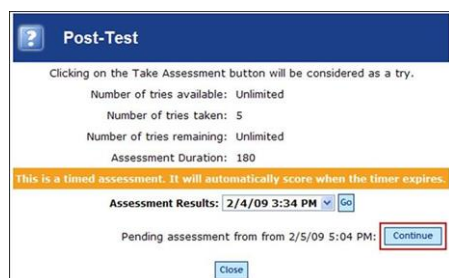 ? Post-Test
Clicking on the Take Assessment button will be considered as a try.
Number of tries available: Unlimited
Number of tries taken: 5
Number of tries remaining: Unlimited
Assessment Duration: 180
This is a timed assessment. It will automatically score when the timer expires.
Assessment Results: 2/4/09 3:34 PM Go
Pending assessment from from 2/5/09 5:04 PM: Continue
Close